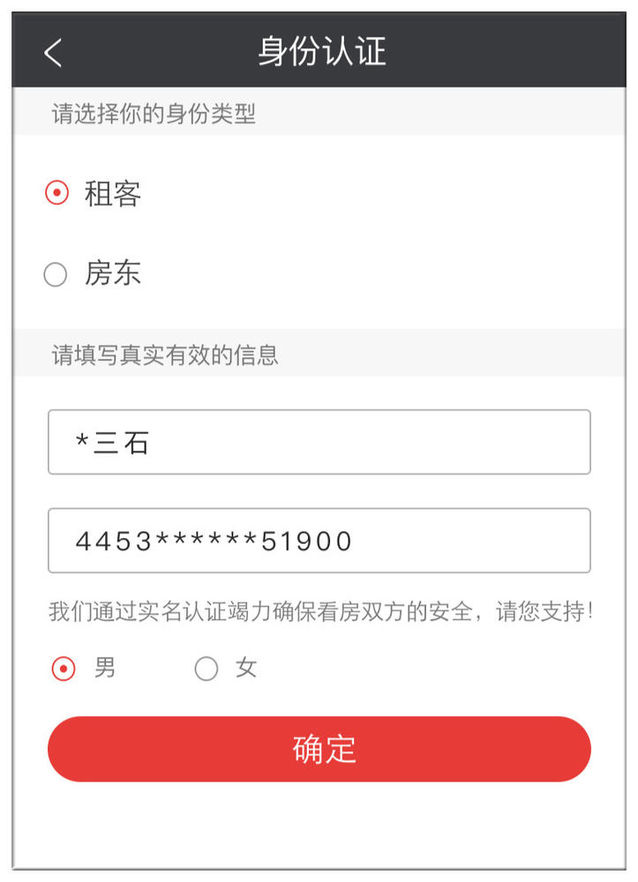 身份认证
请选择你的身份类型
租客
房东
请填写真实有效的信息
*三石
4453******51900
我们通过实名认证竭力确保看房双方的安全，请您支持！
男 女
确定